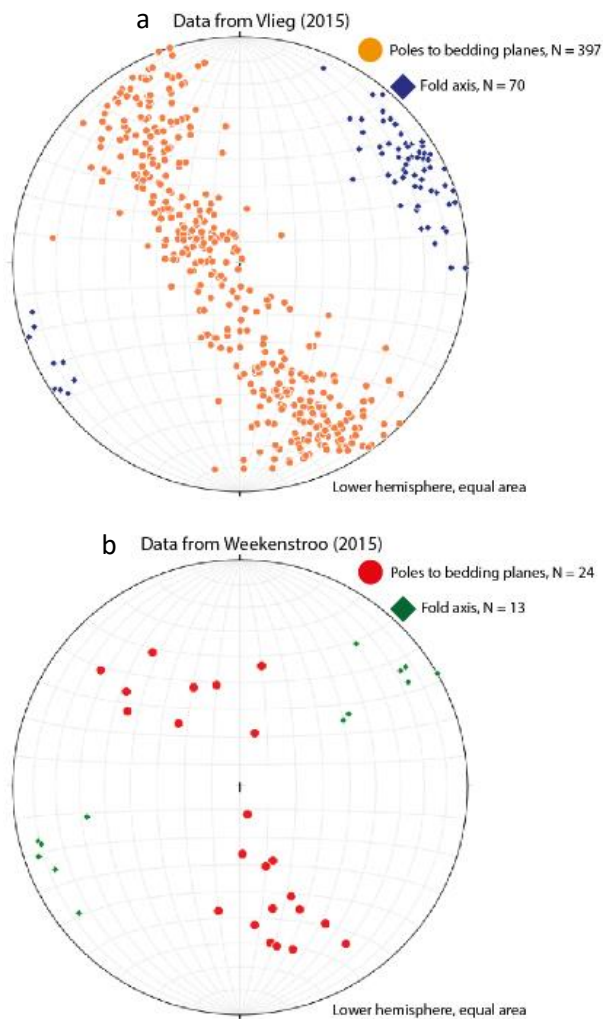 a
Data from Vlieg (2015)
Poles to bedding planes, N = 397
Fold axis, N = 70
Lower hemisphere, equal area
b
Data from Weekenstroo (2015)
Poles to bedding planes, N = 24
Fold axis, N = 13
Lower hemisphere, equal area